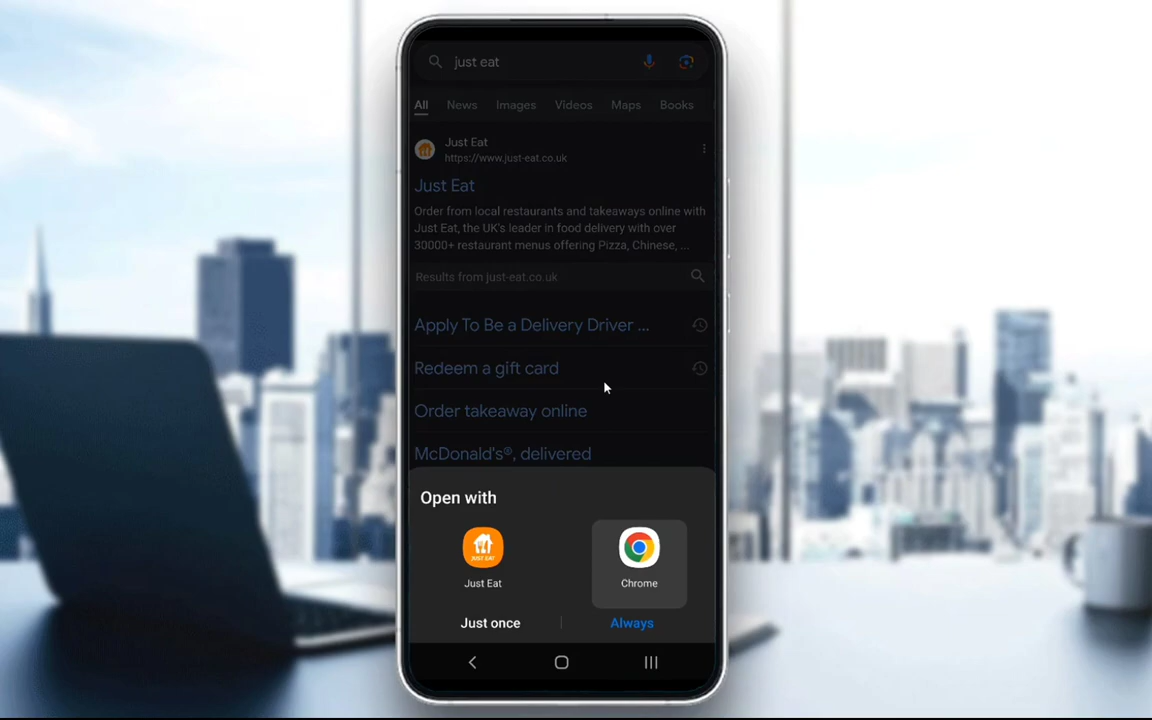 just eat
All News Images Videos Maps Books
Just Eat
https://www.just-eat.co.uk
Just Eat
Order from local restaurants and takeaways online with
Just Eat, the UK's leader in food delivery with over
30000+ restaurant menus offering Pizza, Chinese, ...
Results from just-eat.co.uk
Apply To Be a Delivery Driver ...
Redeem a gift card
Order takeaway online
McDonald's®, delivered
Open with
JUST EAT
Just Eat Chrome
Just once Always